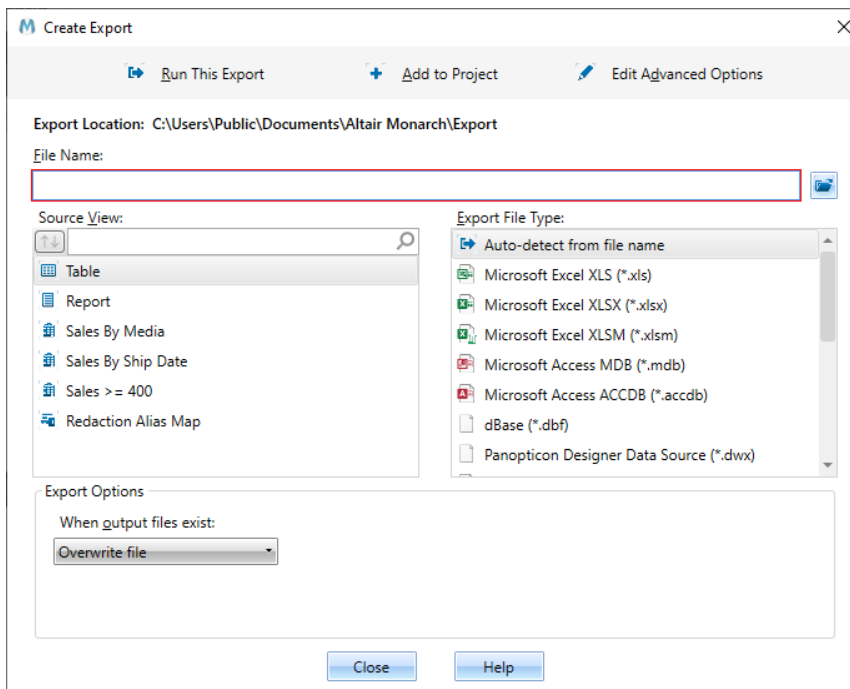 Create Export
Run This Export
Add to Project
Edit Advanced Options
Export Location: C:\Users\Public\Documents\Altair Monarch\Export
File Name:
Source View:
Table
Report
Sales By Media
Sales By Ship Date
Sales >= 400
Redaction Alias Map
Export File Type:
Auto-detect from file name
Microsoft Excel XLS (*.xls)
Microsoft Excel XLSX (*.xlsx)
Microsoft Excel XLSM (*.xlsm)
Microsoft Access MDB (*.mdb)
Microsoft Access ACCDB (*.accdb)
dBase (*.dbf)
Panopticon Designer Data Source (*.dwx)
Export Options
When output files exist:
Overwrite file
Close
Help